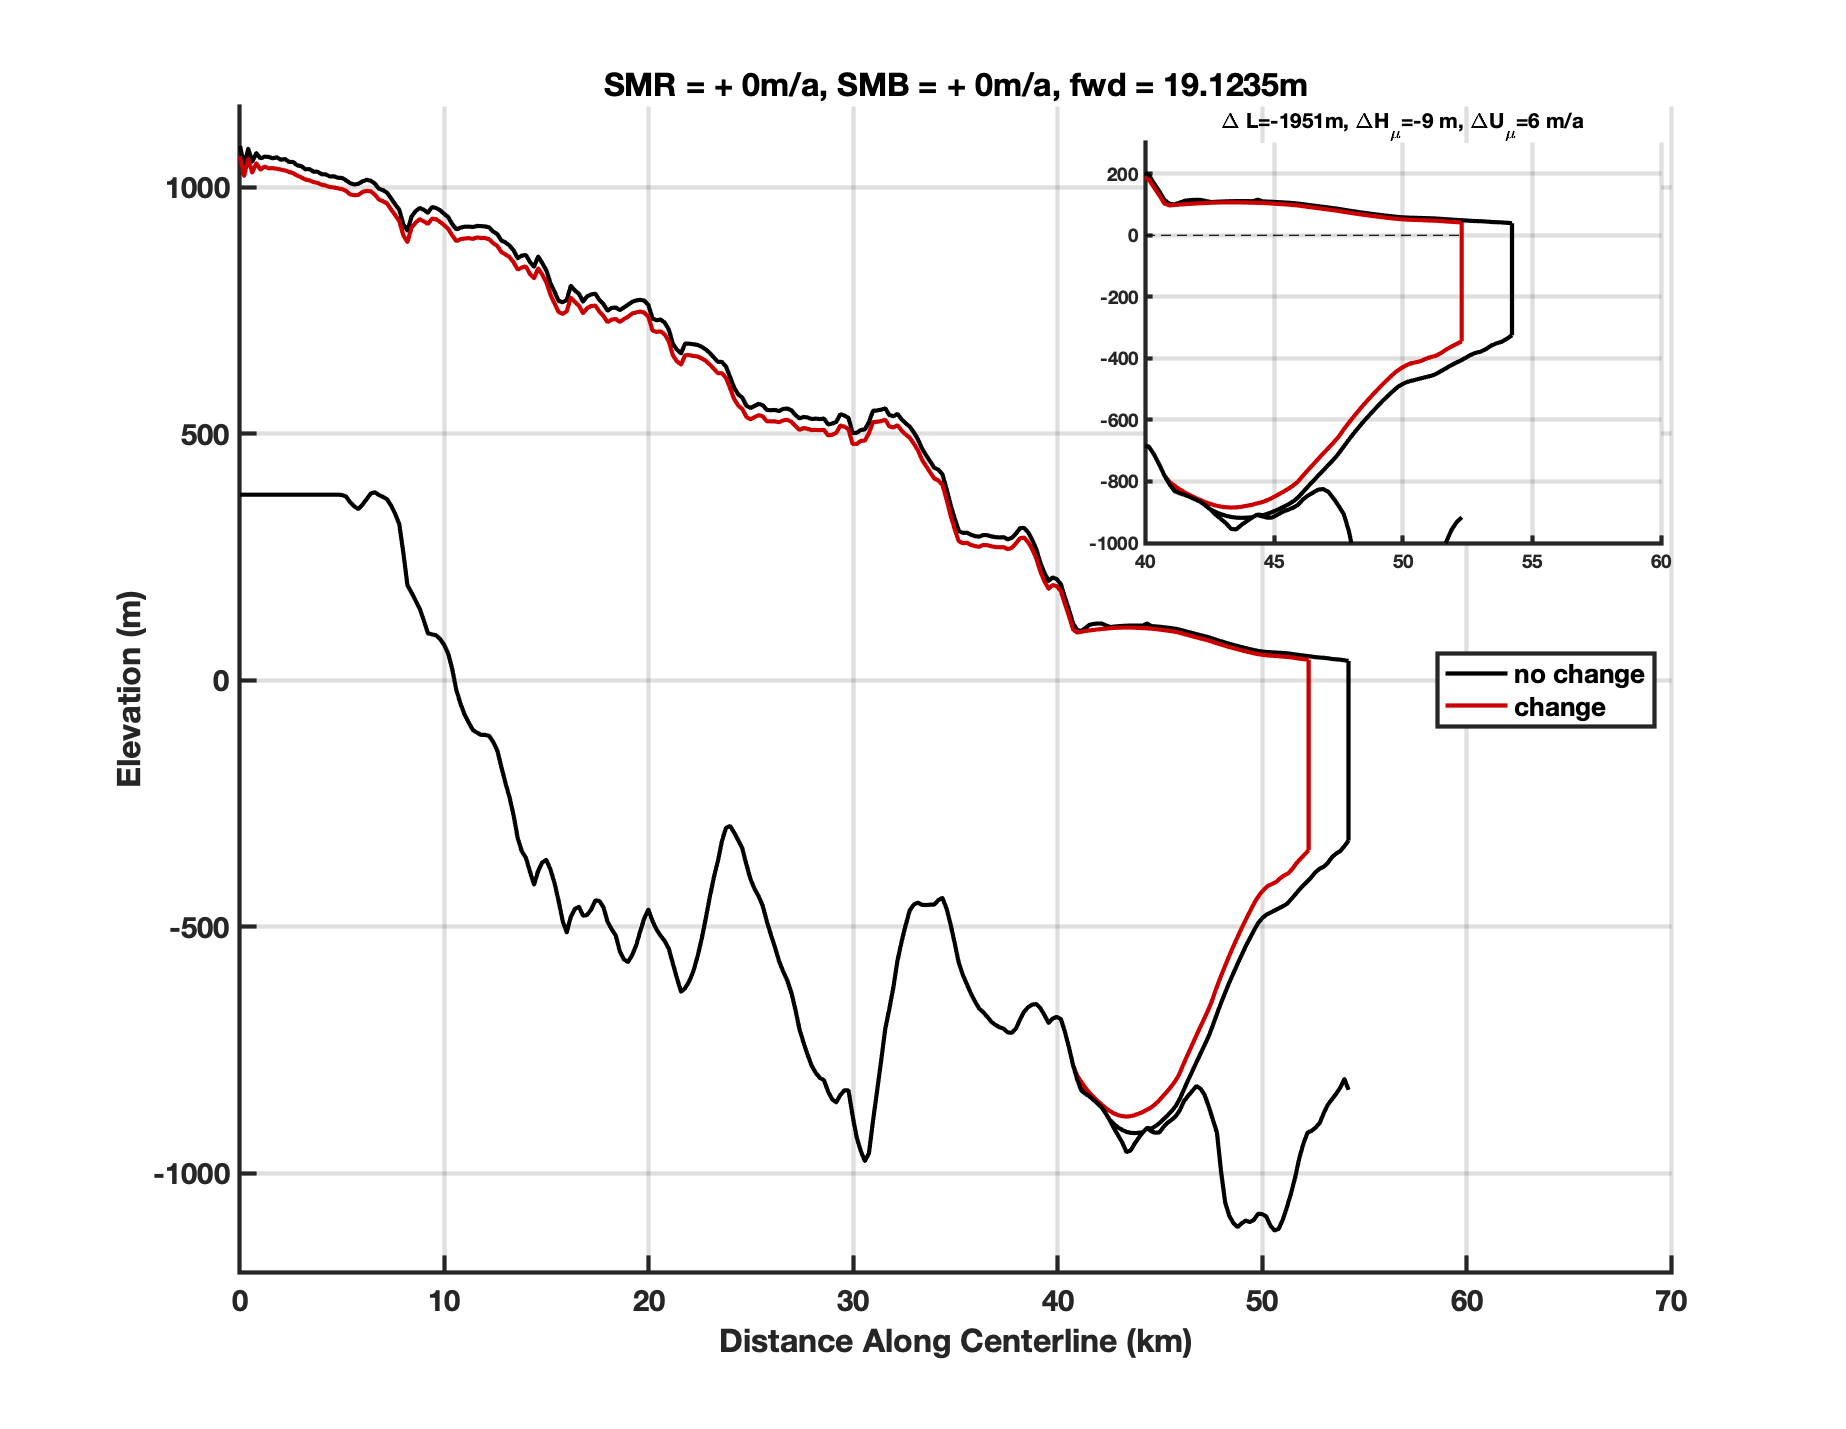 SMR = + 0m/a, SMB = + 0m/a, fwd = 19.1235m
Δ L=-1951m, ΔHμ=-9 m, ΔUμ=6 m/a
200
0
-200
-400
-600
-800
-1000
40 45 50 55 60
1000
500
0
-500
-1000
Elevation (m)
no change
change
0 10 20 30 40 50 60 70
Distance Along Centerline (km)